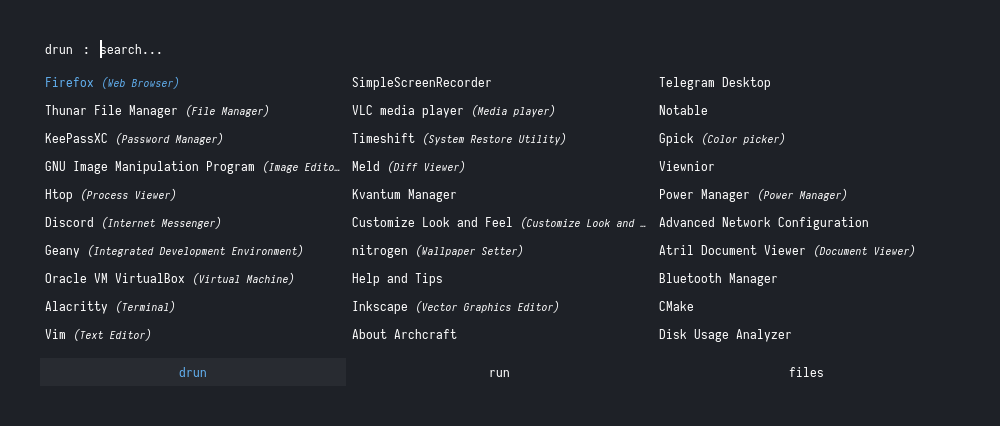 drun : search...
Firefox (Web Browser) SimpleScreenRecorder Telegram Desktop
Thunar File Manager (File Manager) VLC media player (Media player) Notable
KeePassXC (Password Manager) Timeshift (System Restore Utility) Gpick (Color picker)
GNU Image Manipulation Program (Image Edito… Meld (Diff Viewer) Viewnior
Htop (Process Viewer) Kvantum Manager Power Manager (Power Manager)
Discord (Internet Messenger) Customize Look and Feel (Customize Look and … Advanced Network Configuration
Geany (Integrated Development Environment) nitrogen (Wallpaper Setter) Atril Document Viewer (Document Viewer)
Oracle VM VirtualBox (Virtual Machine) Help and Tips Bluetooth Manager
Alacritty (Terminal) Inkscape (Vector Graphics Editor) CMake
Vim (Text Editor) About Archcraft Disk Usage Analyzer
drun run files